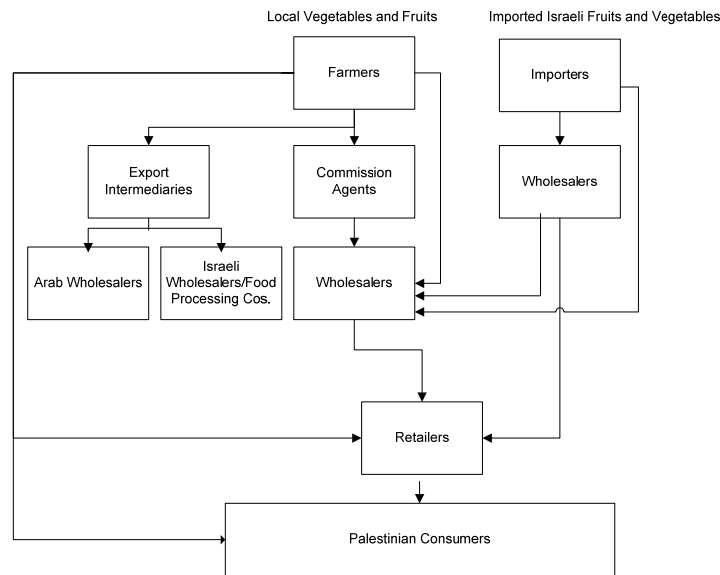 Local Vegetables and Fruits
Imported Israeli Fruits and Vegetables
Farmers
Importers
Export
Intermediaries
Commission
Agents
Wholesalers
Arab Wholesalers
Israeli
Wholesalers/Food
Processing Cos.
Wholesalers
Retailers
Palestinian Consumers